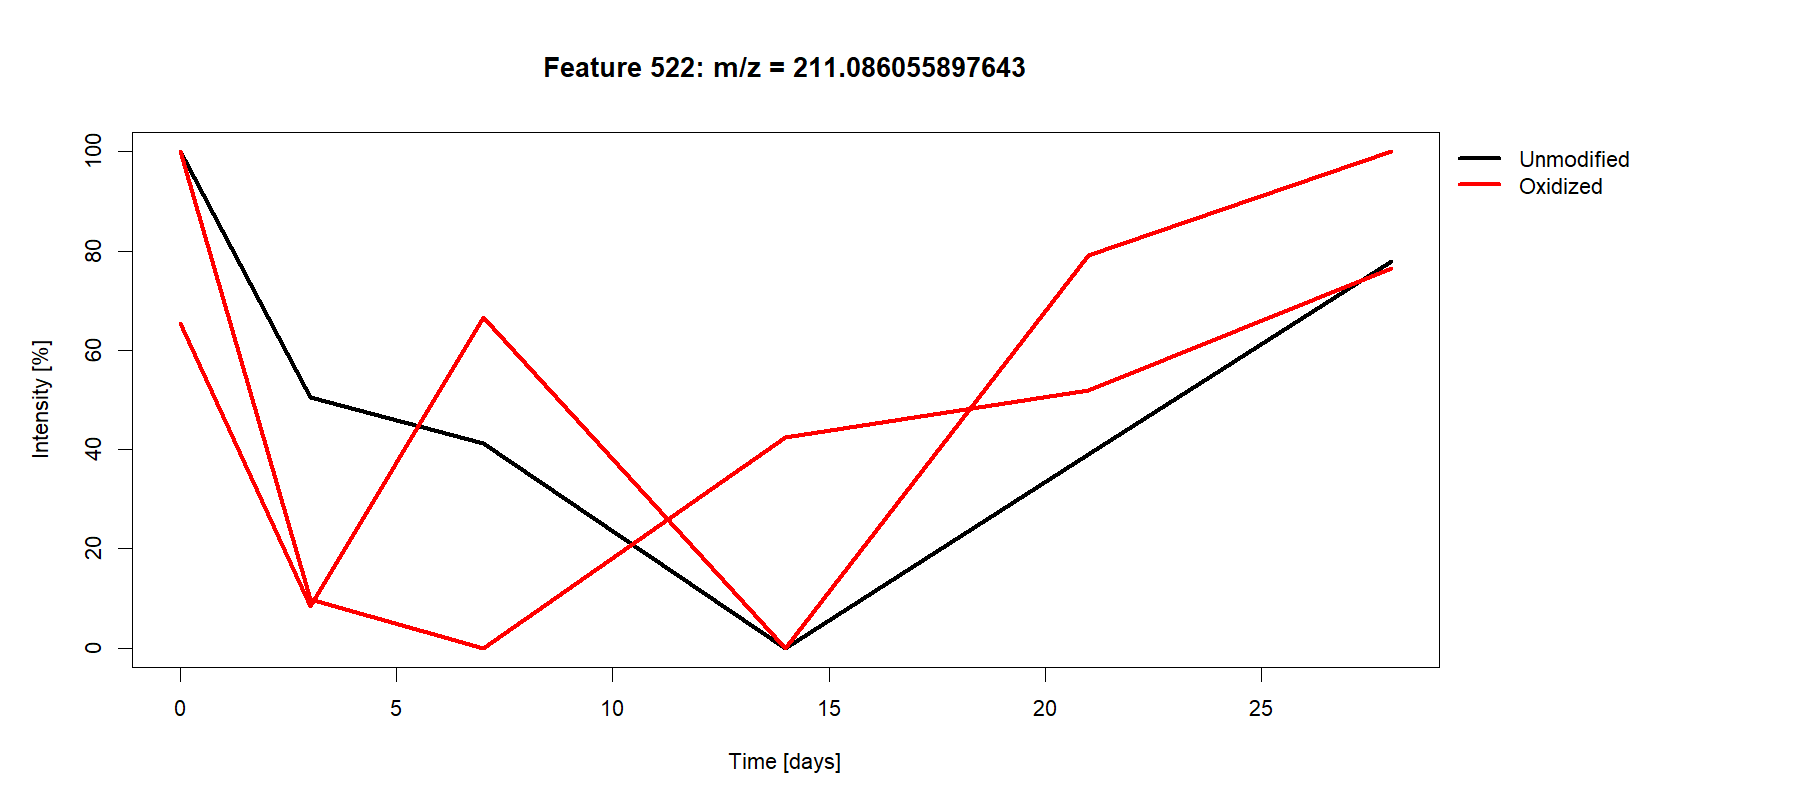 Feature 522: m/z = 211.086055897643
Unmodified
Oxidized
Intensity [%]
100
80
60
40
20
0
0 5 10 15 20 25
Time [days]